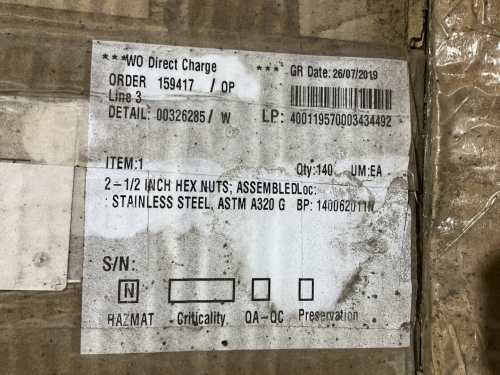 ***WO Direct Charge *** GR Date: 26/07/2019
ORDER 159417 / OP
Line 3
DETAIL: 00326285/ W LP: 400119570003434492
ITEM:1 Qty:140 UM:EA
2-1/2 INCH HEX NUTS; ASSEMBLED Loc:
: STAINLESS STEEL, ASTM A320 G BP: 140062011N
S/N:
N
HAZMAT Criticality QA-QC Preservation